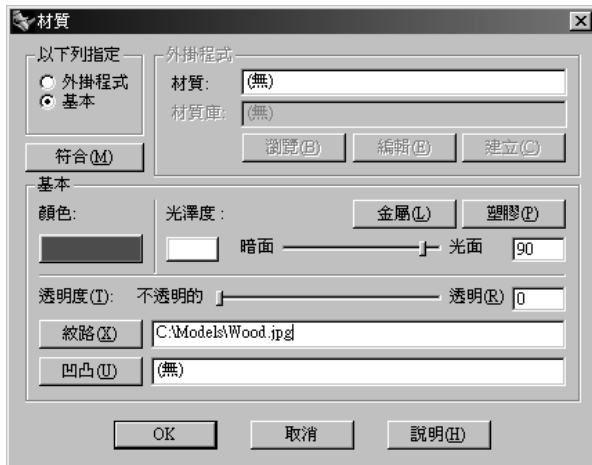 材質
以下列指定
外掛程式
基本
符合(M)
外掛程式
材質: (無)
材質庫: (無)
瀏覽(B) 編輯(E) 建立(C)
基本
顏色: 光澤度: 金屬(L) 塑膠(P)
暗面 光面 90
透明度(T): 不透明的 透明(R) 0
紋路(X) C:\Models\Wood.jpg
凹凸(U) (無)
OK 取消 說明(H)